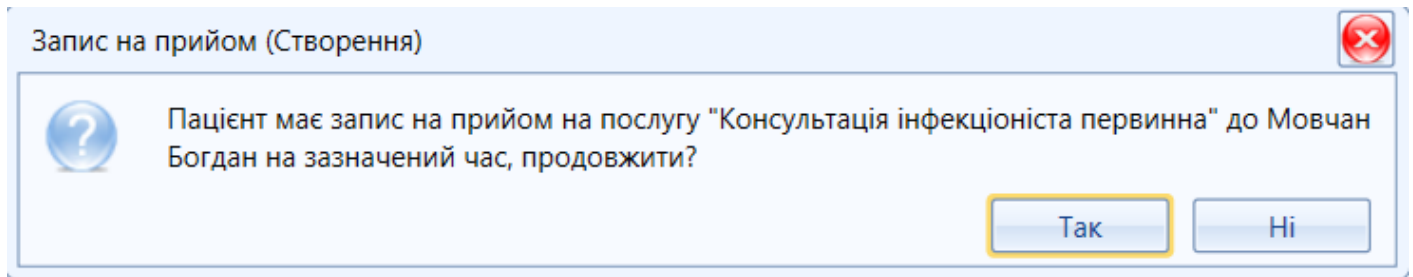 Запис на прийом (Створення)
Пацієнт має запис на прийом на послугу "Консультація інфекціоніста первинна" до Мовчан
Богдан на зазначений час, продовжити?
Так Ні